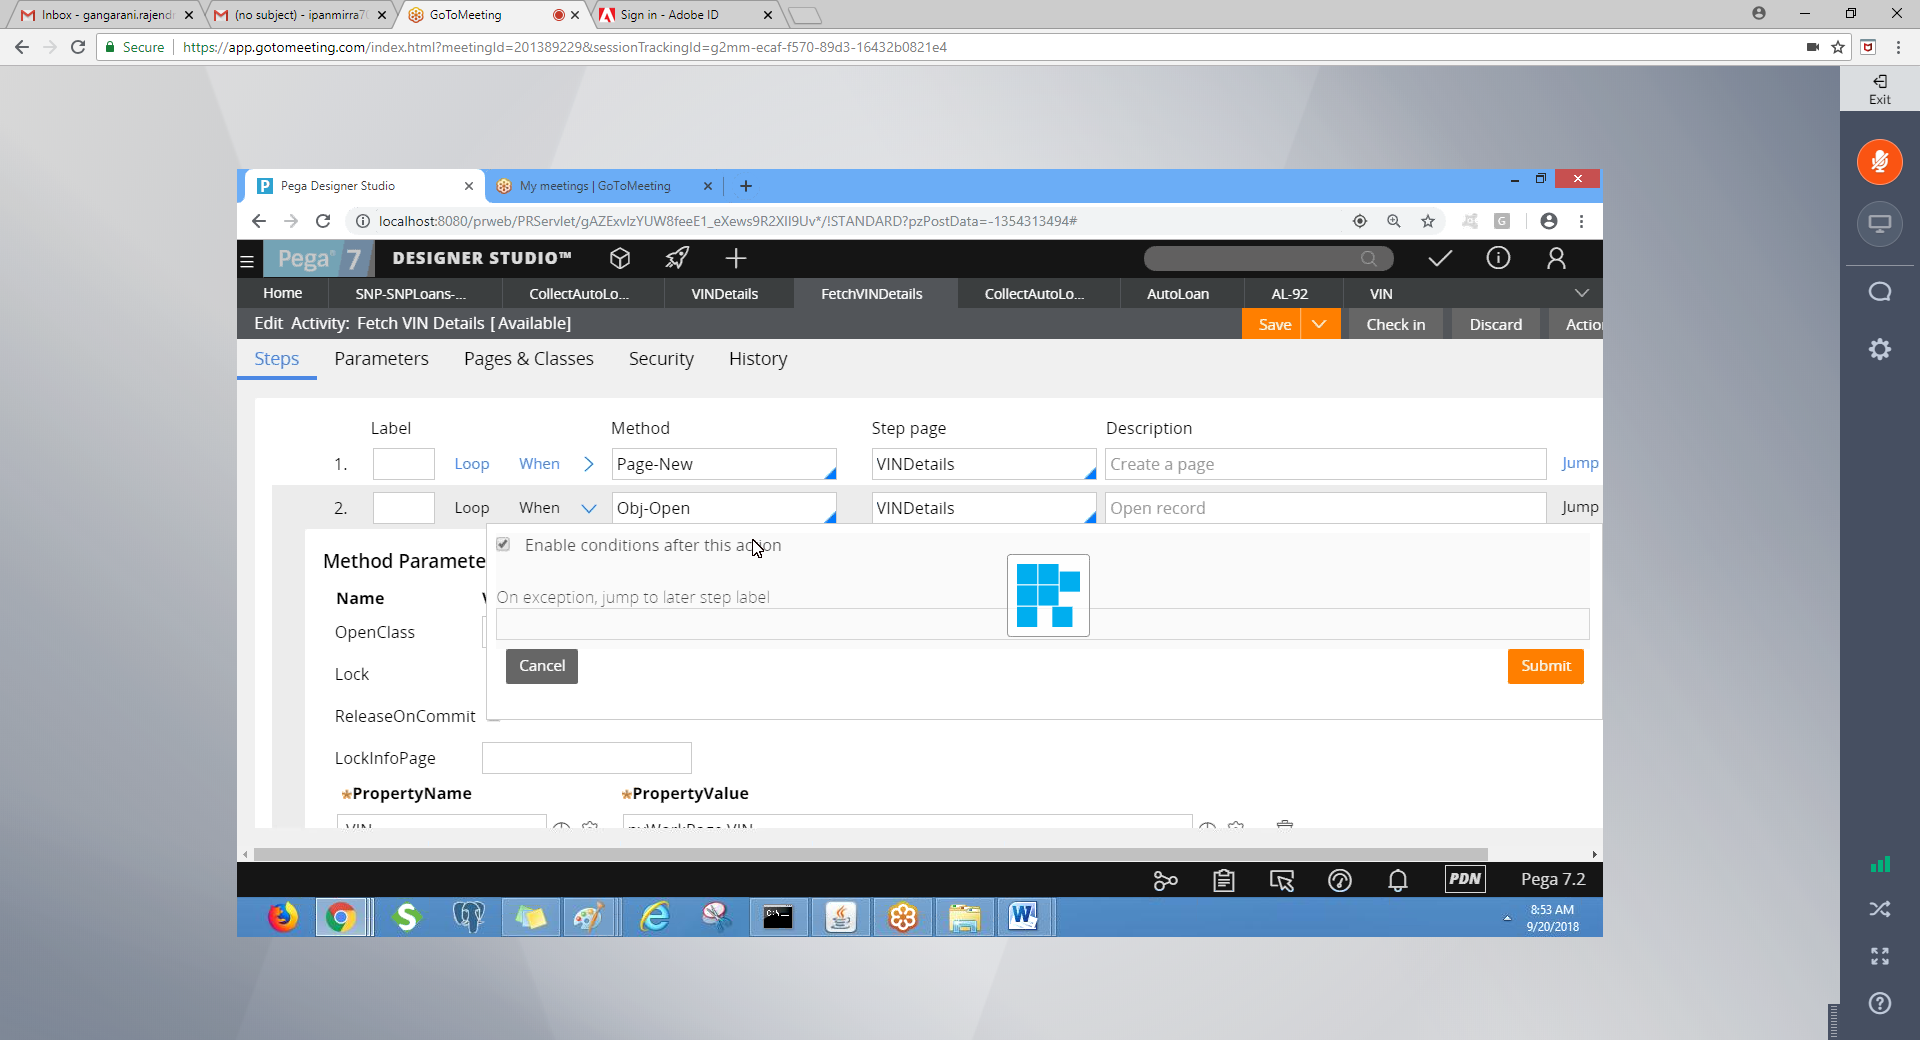 Inbox - gangarani.rajendr
(no subject) - ipanmirra70
GoToMeeting
Sign in - Adobe ID
Secure
https://app.gotomeeting.com/index.html?meetingId=201389229&sessionTrackingId=g2mm-ecaf-f570-89d3-16432b0821e4
Exit
Pega Designer Studio
My meetings | GoToMeeting
localhost:8080/prweb/PRServlet/gAZExvlzYUW8feeE1_eXews9R2XII9Uv*/!STANDARD?pzPostData=-1354313494#
Pega 7
DESIGNER STUDIO™
Home
SNP-SNPLoans-...
CollectAutoLo...
VINDetails
FetchVINDetails
CollectAutoLo...
AutoLoan
AL-92
VIN
Edit Activity: Fetch VIN Details [Available]
Save
Check in
Discard
Actio
Steps
Parameters
Pages & Classes
Security
History
Label
Method
Step page
Description
1.
Loop
When
Page-New
VINDetails
Create a page
Jump
2.
Loop
When
Obj-Open
VINDetails
Open record
Jump
Enable conditions after this action
Method Paramete
On exception, jump to later step label
Name
OpenClass
Cancel
Submit
Lock
ReleaseOnCommit
LockInfoPage
*PropertyName
*PropertyValue
VIN
pyWorkPage.VIN
PDN
Pega 7.2
8:53 AM
9/20/2018